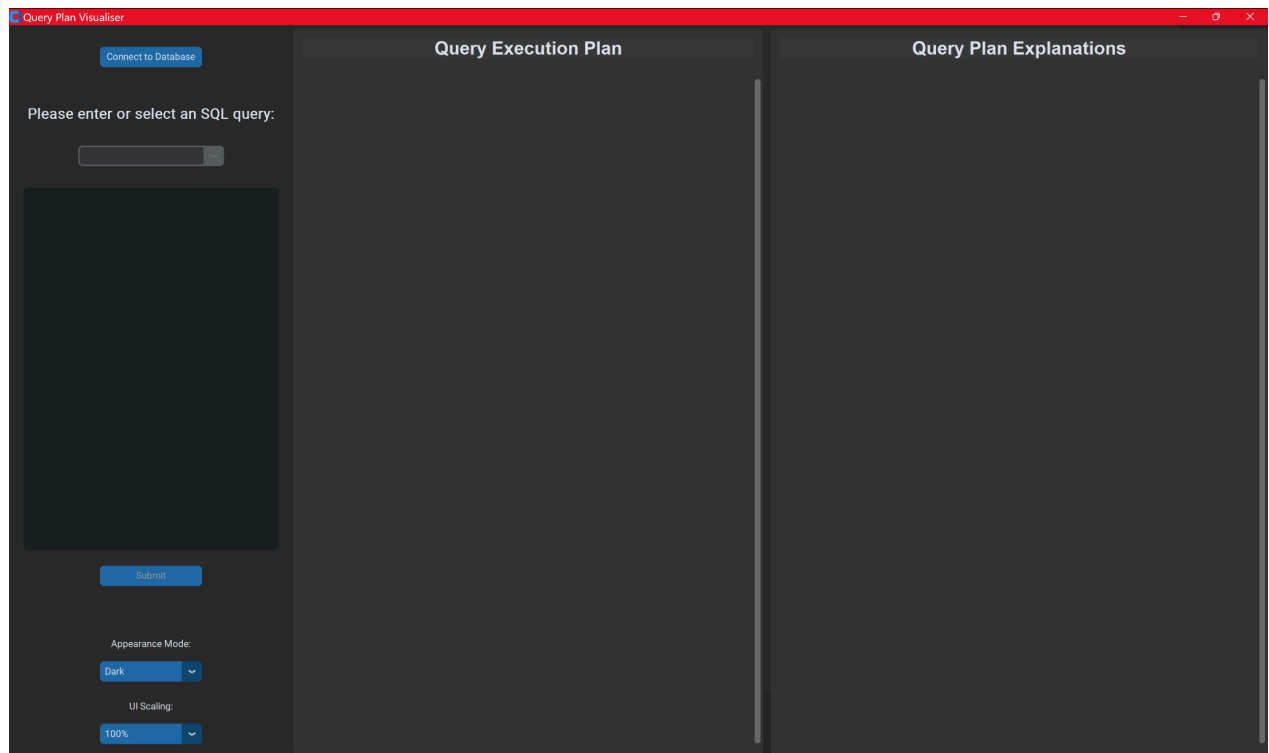 Query Plan Visualiser
Connect to Database
Please enter or select an SQL query:
Submit
Appearance Mode:
Dark
UI Scaling:
100%
Query Execution Plan
Query Plan Explanations